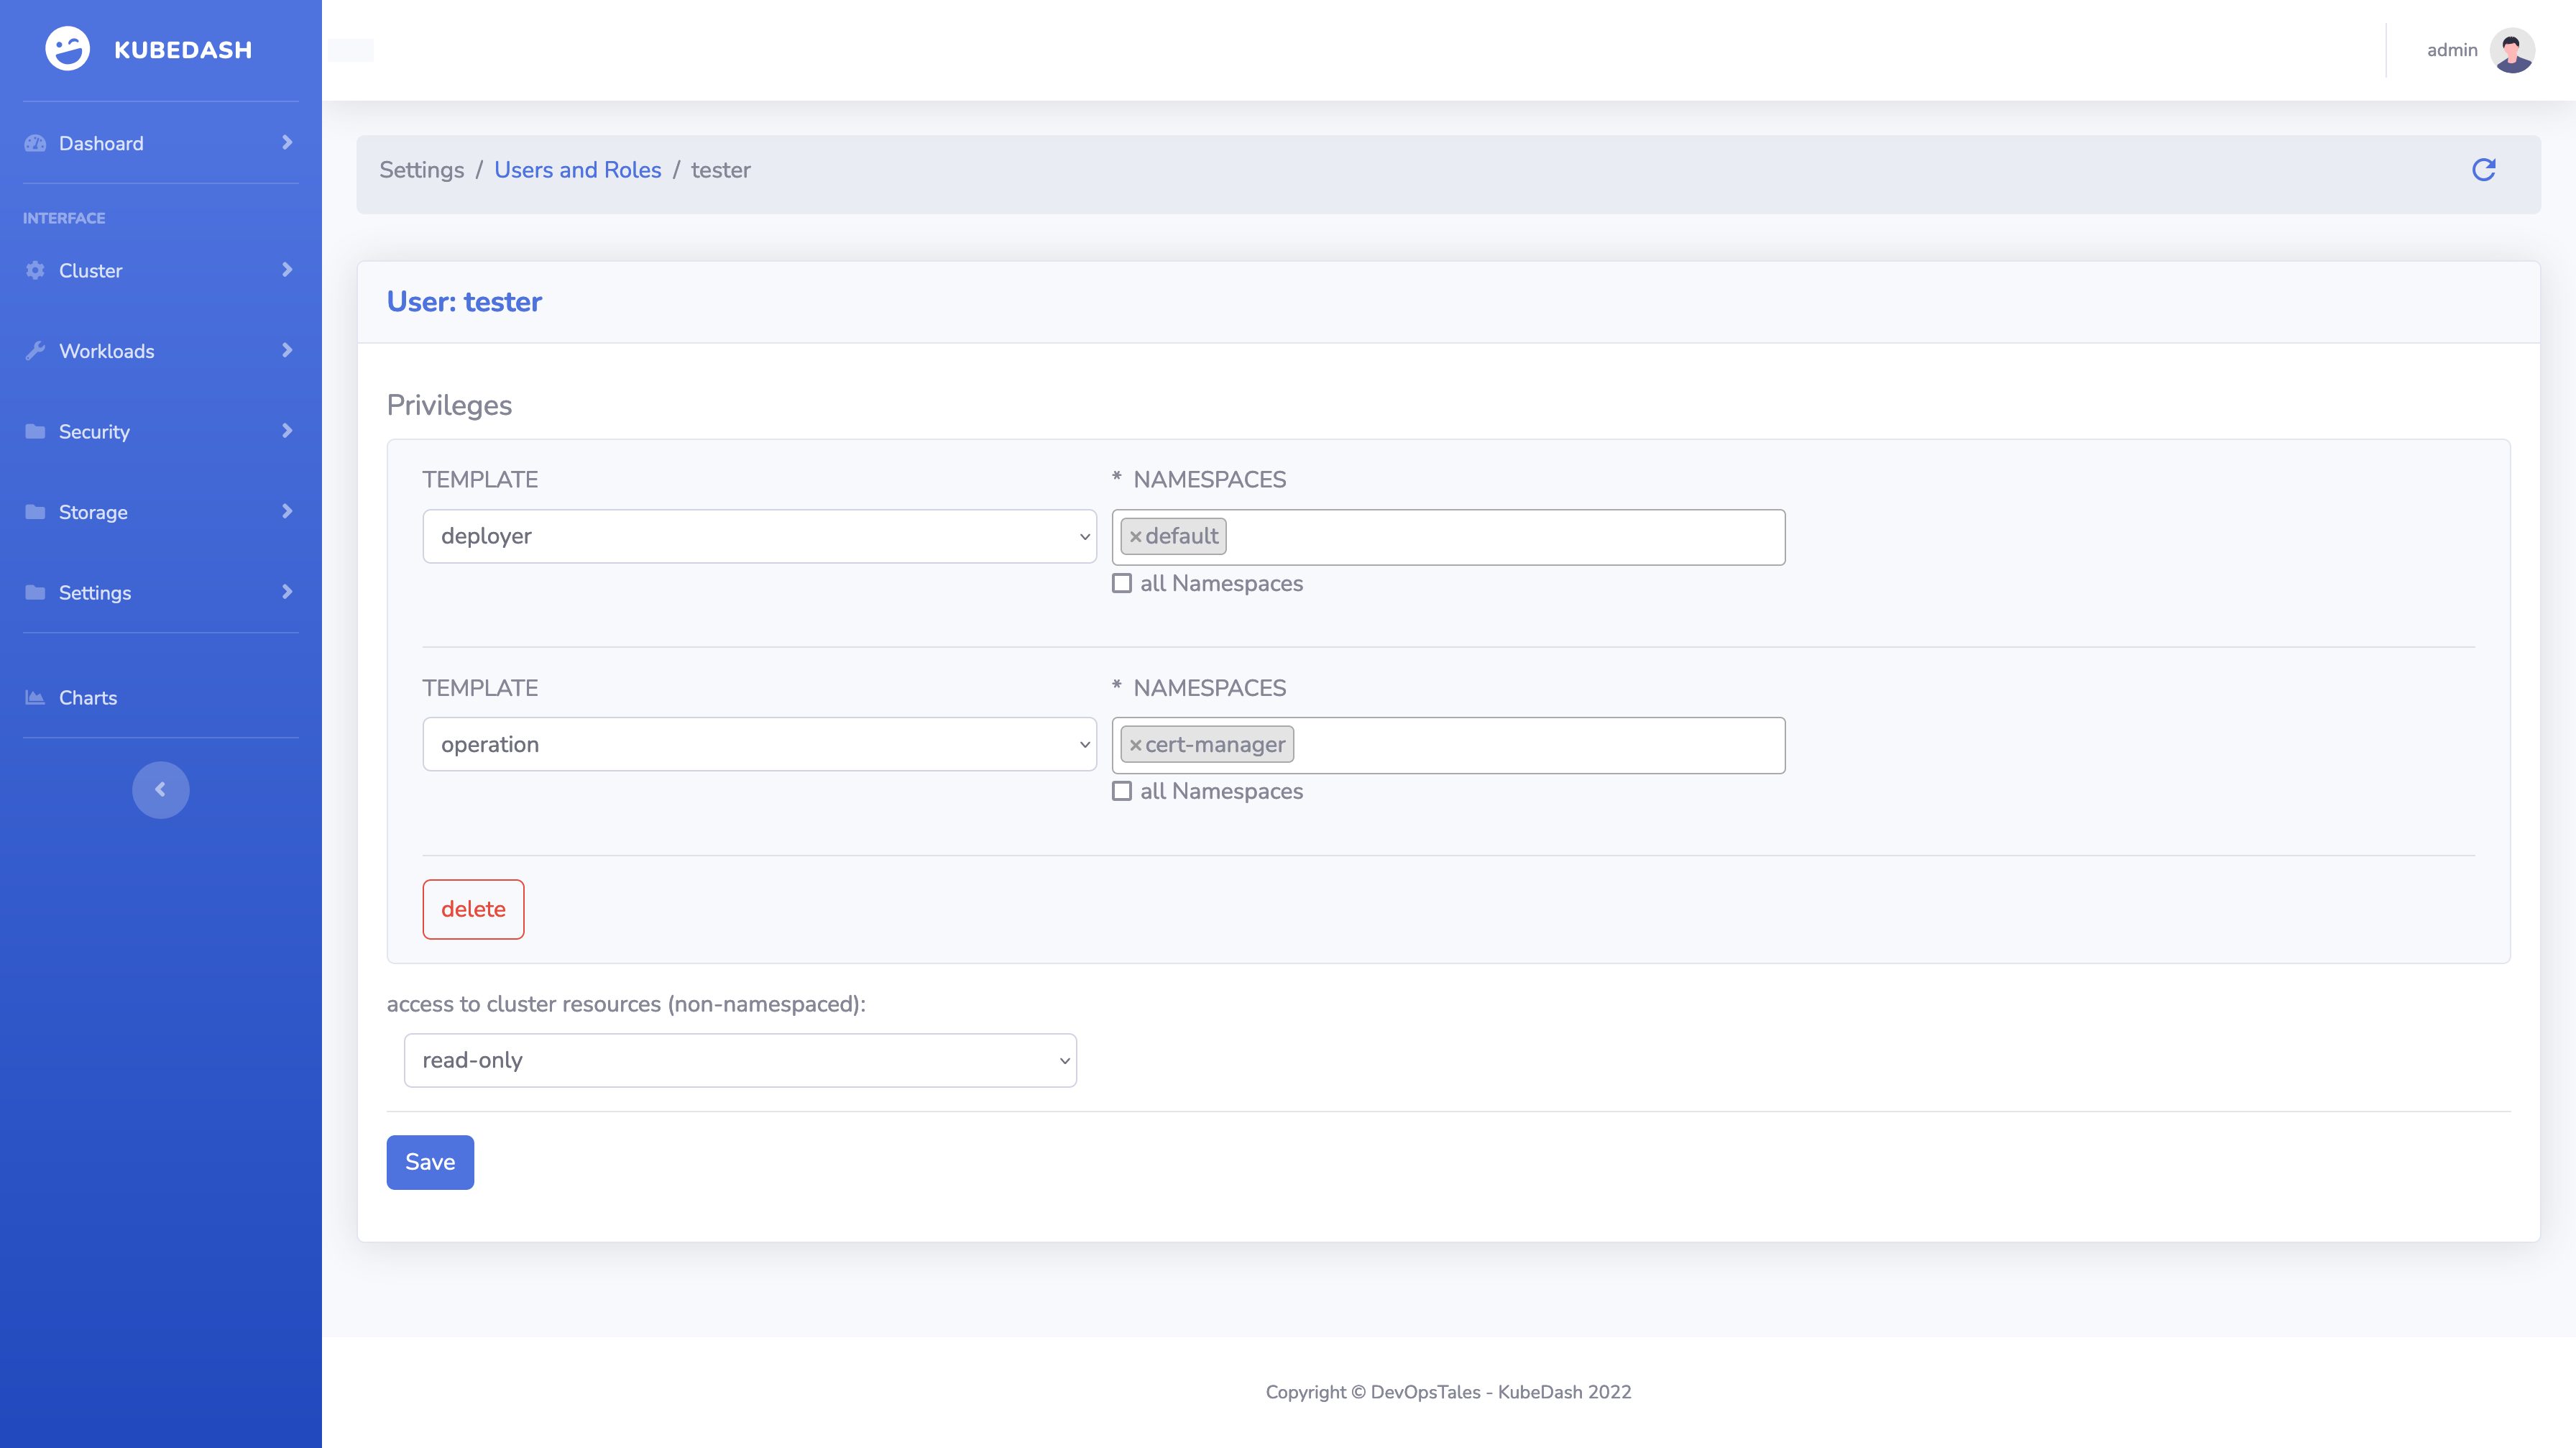 KUBEDASH
admin
Dashoard
Settings / Users and Roles / tester
INTERFACE
Cluster
Workloads
Security
Storage
Settings
Charts
User: tester
Privileges
TEMPLATE * NAMESPACES
deployer ×default
all Namespaces
TEMPLATE * NAMESPACES
operation ×cert-manager
all Namespaces
delete
access to cluster resources (non-namespaced):
read-only
Save
Copyright © DevOpsTales - KubeDash 2022